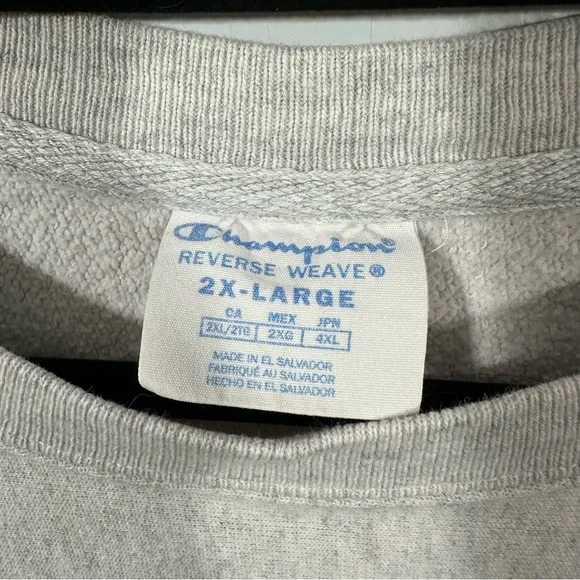 Champion
REVERSE WEAVE®
2X-LARGE
CA MEX JPN
2XL/2TG 2XG 4XL
MADE IN EL SALVADOR
FABRIQUÉ AU SALVADOR
HECHO EN EL SALVADOR